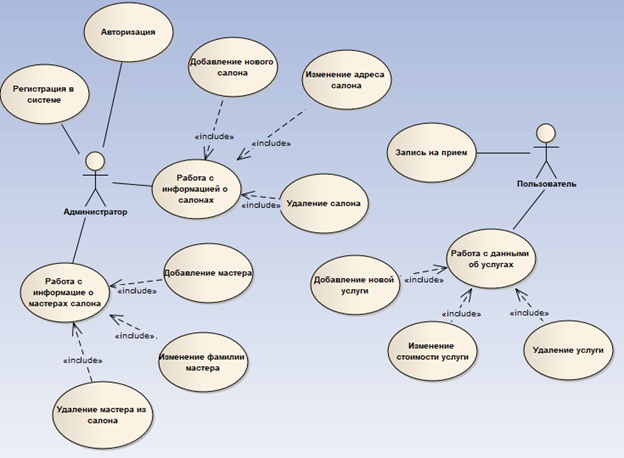 Авторизация
Добавление нового
салона
Изменение адреса
салона
Регистрация в
системе
«include»
«include»
Запись на прием
Работа с
информацией о
салонах
Пользователь
Администратор
«include»
Удаление салона
Работа с данными
об услугах
Работа с
информацие о
мастерах салона
Добавление мастера
«include»
Добавление новой
услуги
«include»
«include»
«include»
«include»
Изменение фамилии
мастера
«include»
Изменение
стоимости услуги
Удаление услуги
Удаление мастера из
салона